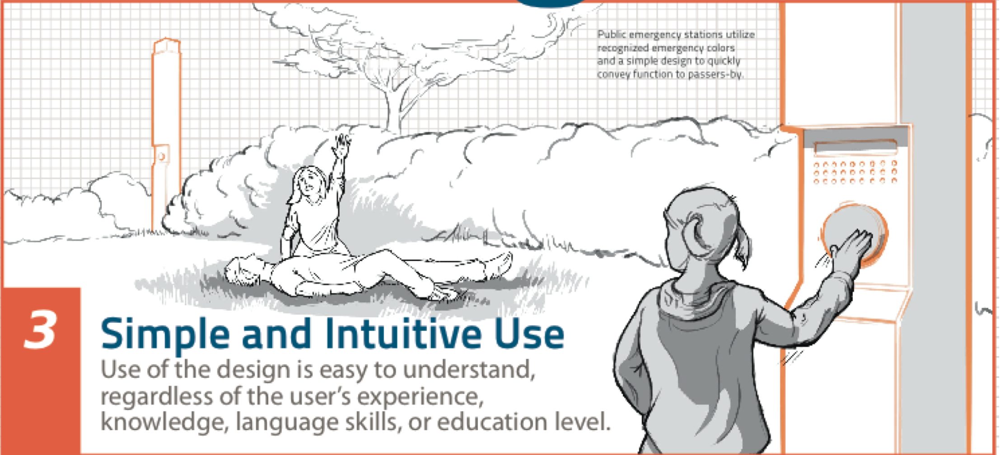 Public emergency stations utilize
recognized emergency colors
and a simple design to quickly
convey function to passers-by.
3
Simple and Intuitive Use
Use of the design is easy to understand,
regardless of the user's experience,
knowledge, language skills, or education level.